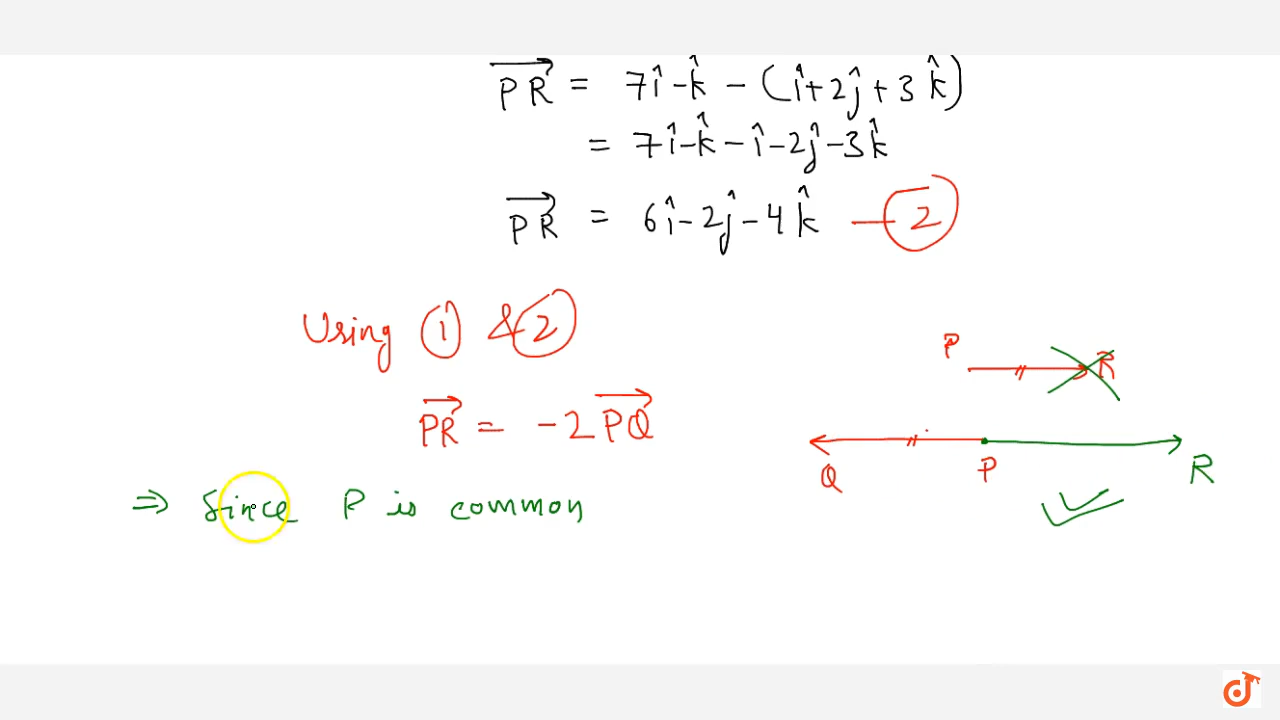 PR⃗ = 7î-k̂ - (î+2ĵ+3k̂)
= 7î-k̂-î-2ĵ-3k̂
PR⃗ = 6î-2ĵ-4k̂ — 2
Using 1 & 2
P R
PR⃗ = -2PQ⃗
Q P R
⇒ Since P is common